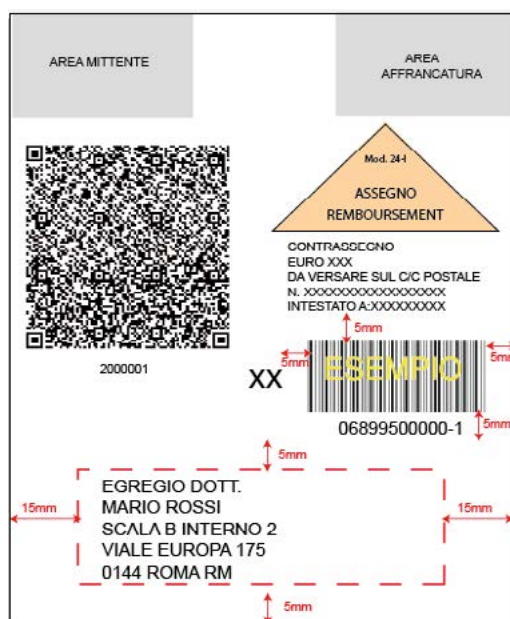 AREA MITTENTE
AREA
AFFRANCATURA
Mod. 24-I
ASSEGNO
REMBOURSEMENT
CONTRASSEGNO
EURO XXX
DA VERSARE SUL C/C POSTALE
N. XXXXXXXXXXXXXXXXX
INTESTATO A:XXXXXXXXX
5mm
5mm
5mm
2000001
XX
ESEMPIO
06899500000-1
5mm
5mm
15mm
15mm
EGREGIO DOTT.
MARIO ROSSI
SCALA B INTERNO 2
VIALE EUROPA 175
0144 ROMA RM
5mm